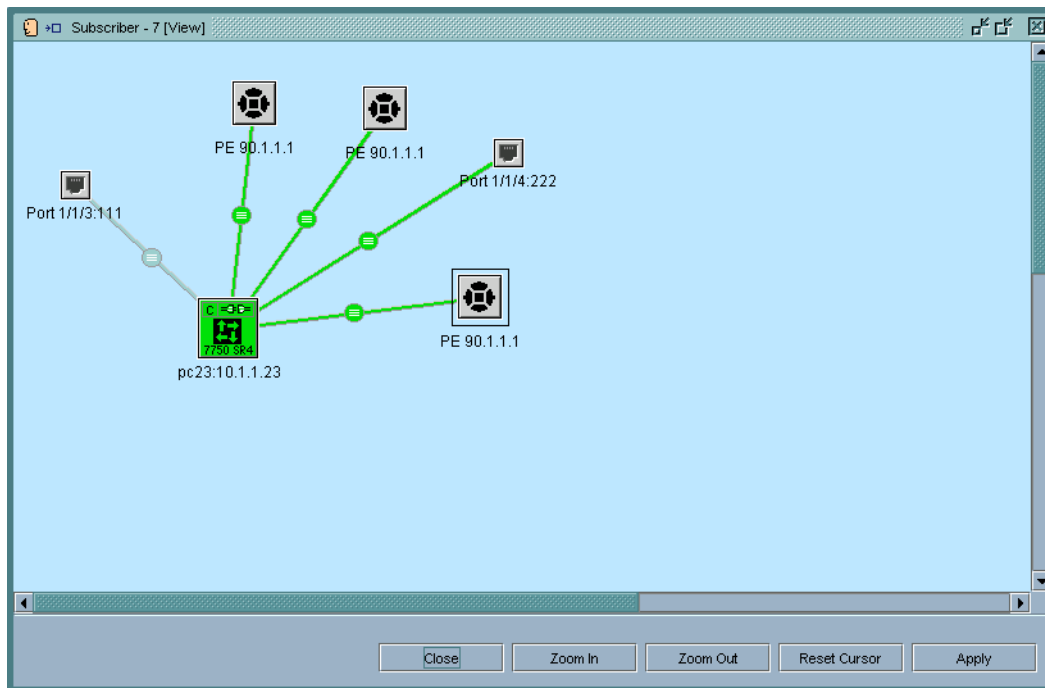 Subscriber - 7 [View]
PE 90.1.1.1
PE 90.1.1.1
Port 1/1/4:222
Port 1/1/3:111
C
7750 SR4
PE 90.1.1.1
pc23:10.1.1.23
Close
Zoom In
Zoom Out
Reset Cursor
Apply